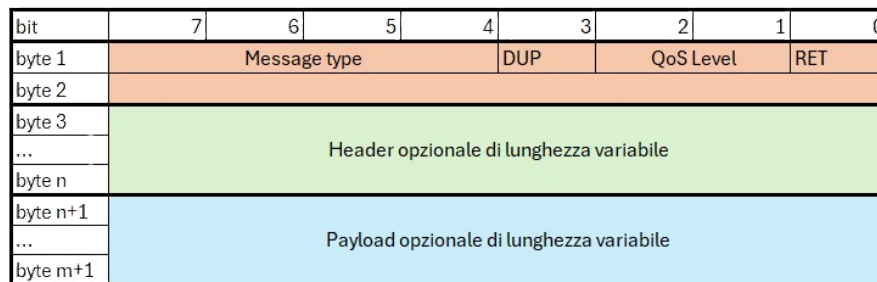 bit 7 6 5 4 3 2 1 0
byte 1 Message type DUP QoS Level RET
byte 2
byte 3
... Header opzionale di lunghezza variabile
byte n
byte n+1
... Payload opzionale di lunghezza variabile
byte m+1